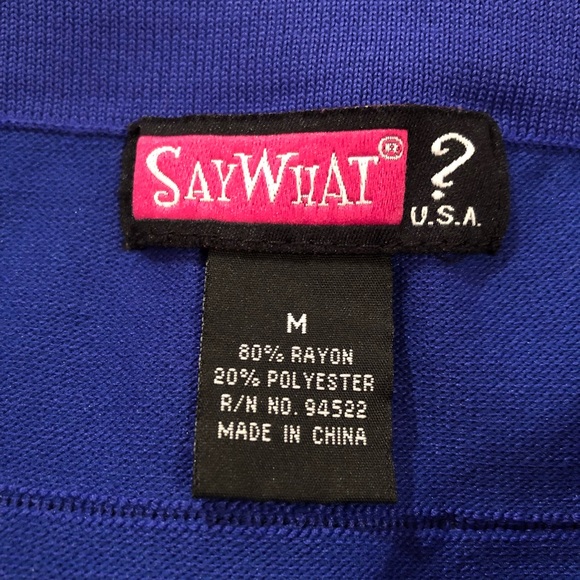 SAYWHAT® ?
U.S.A.
M
80% RAYON
20% POLYESTER
R/N NO. 94522
MADE IN CHINA